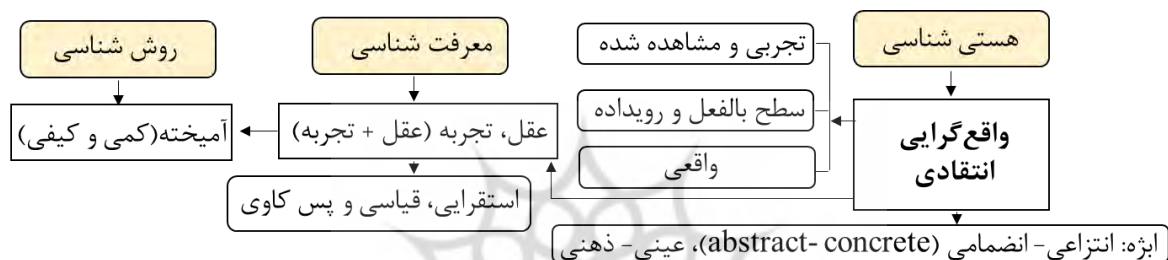 هستی شناسی
واقع‌گرایی
انتقادی
تجربی و مشاهده شده
سطح بالفعل و رویداده
واقعی
ابژه: انتزاعی- انضمامی (abstract- concrete)، عینی- ذهنی
معرفت شناسی
عقل، تجربه (عقل + تجربه)
استقرایی، قیاسی و پس کاوی
روش شناسی
آمیخته(کمی و کیفی)